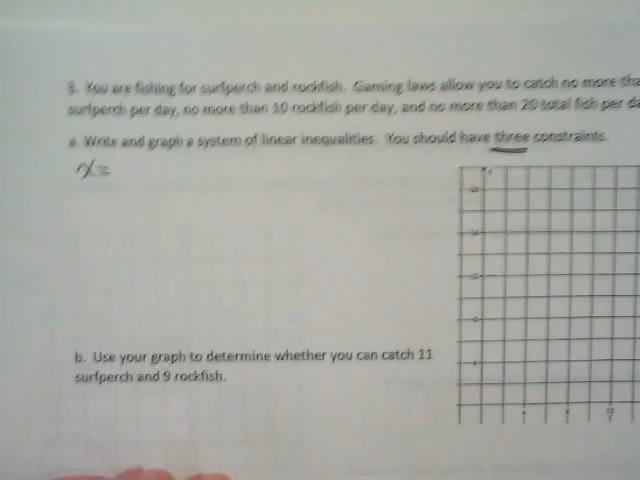 3. You are fishing for surfperch and rockfish. Gaming laws allow you to catch no more tha
surfperch per day, no more than 10 rockfish per day, and no more than 20 total fish per da
a. Write and graph a system of linear inequalities. You should have three constraints.
x=
b. Use your graph to determine whether you can catch 11
surfperch and 9 rockfish.